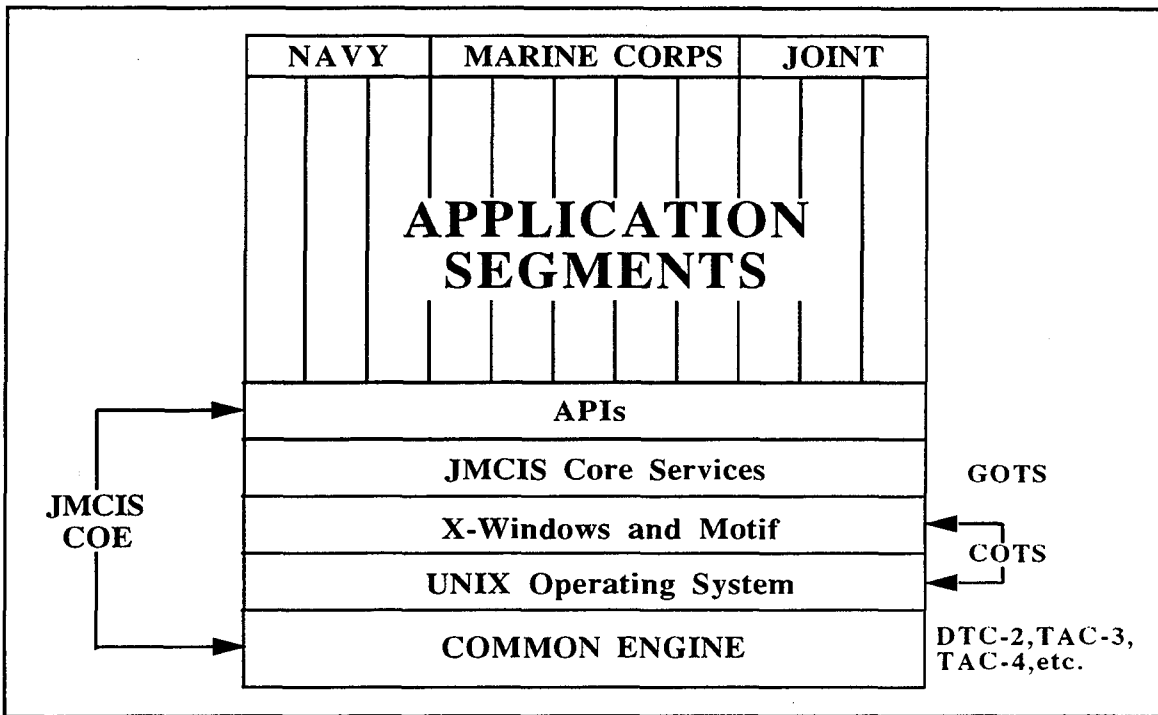 NAVY
MARINE CORPS
JOINT
APPLICATION
SEGMENTS
APIs
JMCIS Core Services
GOTS
JMCIS
COE
X-Windows and Motif
COTS
UNIX Operating System
COMMON ENGINE
DTC-2,TAC-3,
TAC-4,etc.